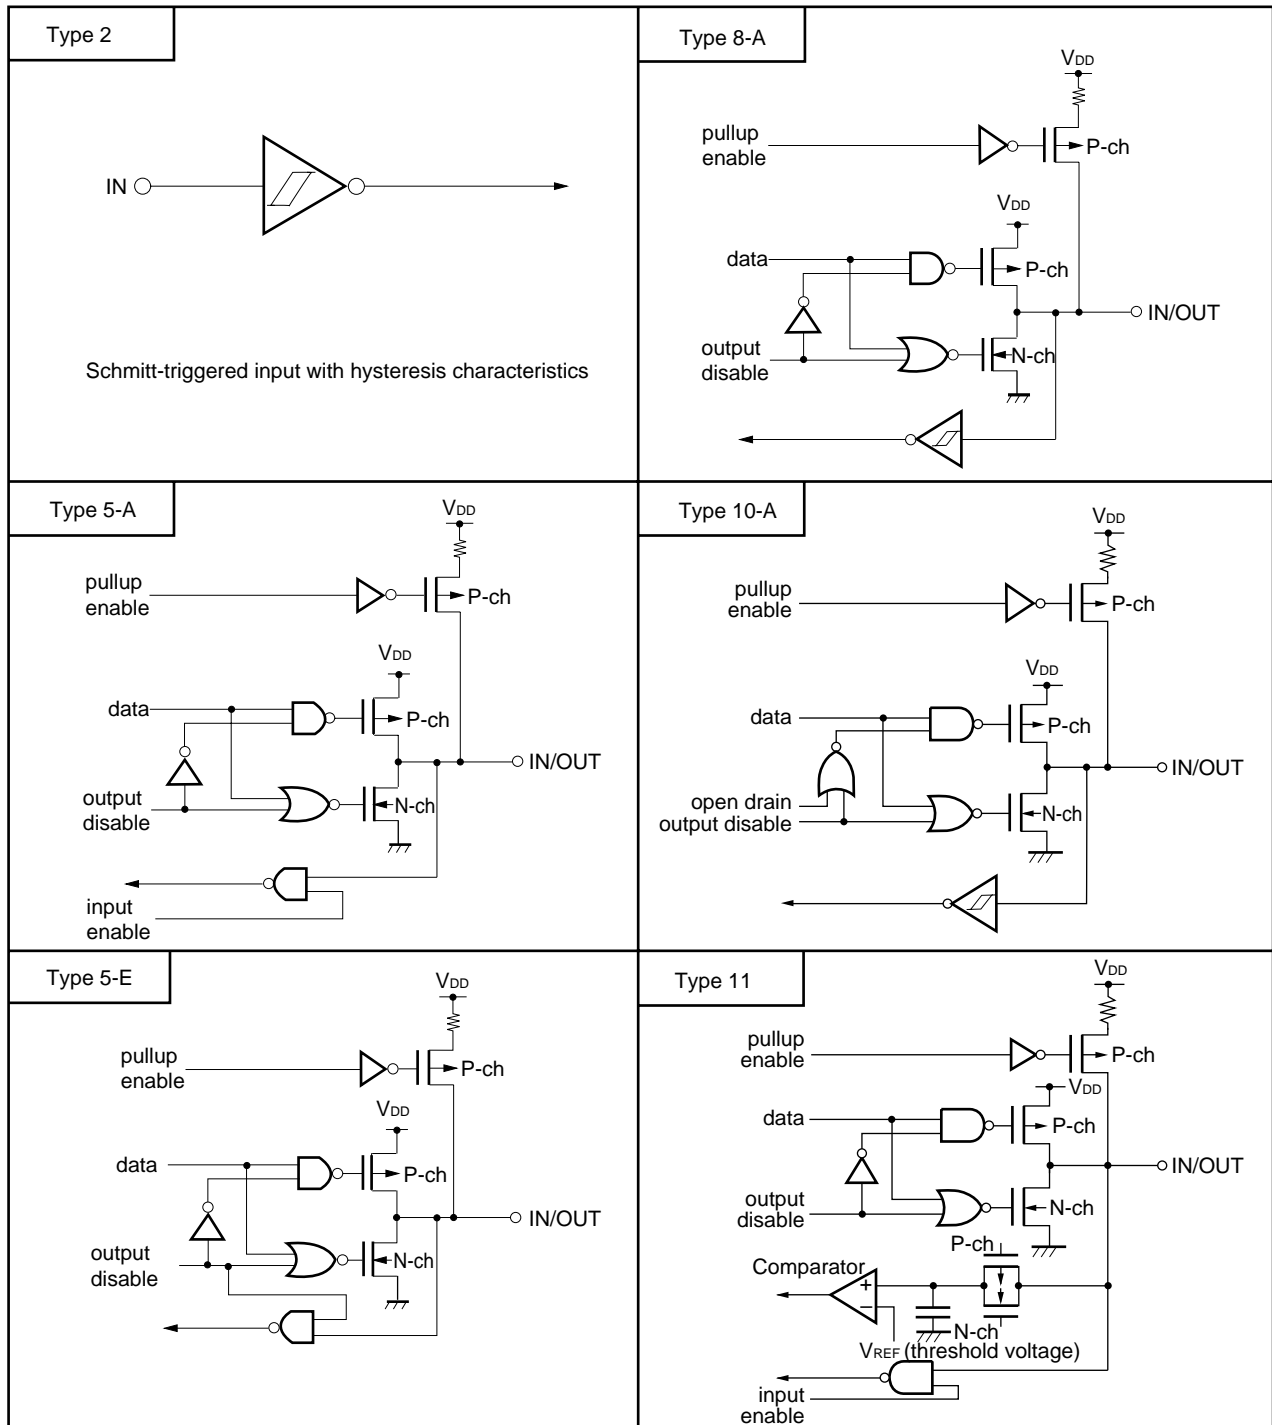 Type 2
IN
Schmitt-triggered input with hysteresis characteristics
Type 8-A
VDD
pullup
enable
P-ch
VDD
data
P-ch
IN/OUT
output
disable
N-ch
Type 5-A
VDD
pullup
enable
P-ch
VDD
data
P-ch
IN/OUT
output
disable
N-ch
input
enable
Type 10-A
VDD
pullup
enable
P-ch
VDD
data
P-ch
IN/OUT
open drain
output disable
N-ch
Type 5-E
VDD
pullup
enable
P-ch
VDD
data
P-ch
IN/OUT
output
disable
N-ch
Type 11
VDD
pullup
enable
P-ch
VDD
data
P-ch
IN/OUT
output
disable
N-ch
P-ch
Comparator
+
−
N-ch
VREF (threshold voltage)
input
enable